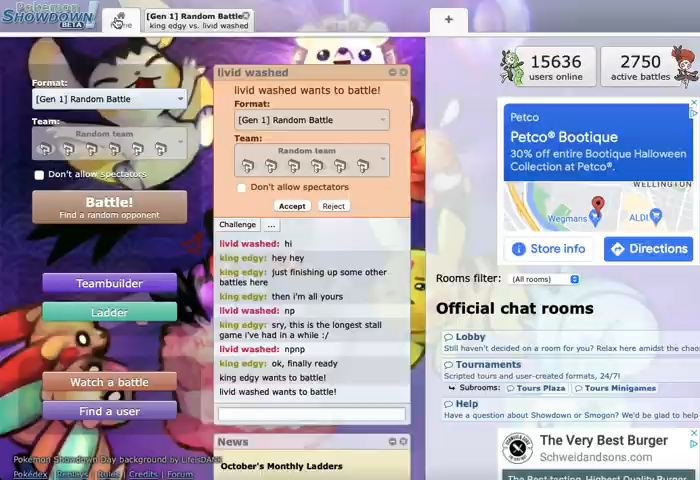 Pokémon
SHOWDOWN!
BETA
Home
[Gen 1] Random Battle
king edgy vs. livid washed
+
15636
users online
2750
active battles
Format:
[Gen 1] Random Battle
Team:
Random team
Don't allow spectators
Battle!
Find a random opponent
Teambuilder
Ladder
Watch a battle
Find a user
Pokémon Showdown Day background by LifeisDANK
Pokédex | Replays | Rules | Credits | Forum
livid washed
livid washed wants to battle!
Format:
[Gen 1] Random Battle
Team:
Random team
Don't allow spectators
Accept
Reject
Challenge
...
livid washed: hi
king edgy: hey hey
king edgy: just finishing up some other
battles here
king edgy: then i'm all yours
livid washed: np
king edgy: sry, this is the longest stall
game i've had in a while :/
livid washed: npnp
king edgy: ok, finally ready
king edgy wants to battle!
livid washed wants to battle!
News
October's Monthly Ladders
Petco
Petco® Bootique
30% off entire Bootique Halloween
Collection at Petco®.
WELLINGTON
Wegmans
ALDI
Store info
Directions
Rooms filter:
(All rooms)
Official chat rooms
Lobby
Still haven't decided on a room for you? Relax here amidst the chao
Tournaments
Scripted tours and user-created formats, 24/7!
Subrooms:
Tours Plaza
Tours Minigames
Help
Have a question about Showdown or Smogon? We'd be glad to help
The Very Best Burger
Schweidandsons.com
The Best-tasting, Highest Quality Burger